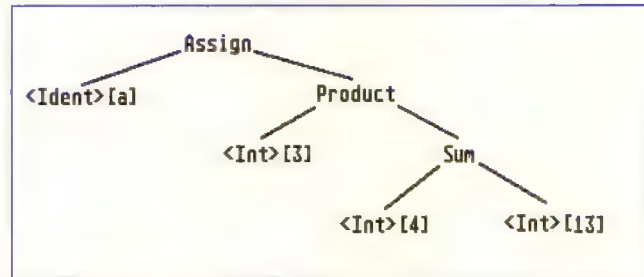 Assign
<Ident>[a]
Product
<Int>[3]
Sum
<Int>[4]
<Int>[13]